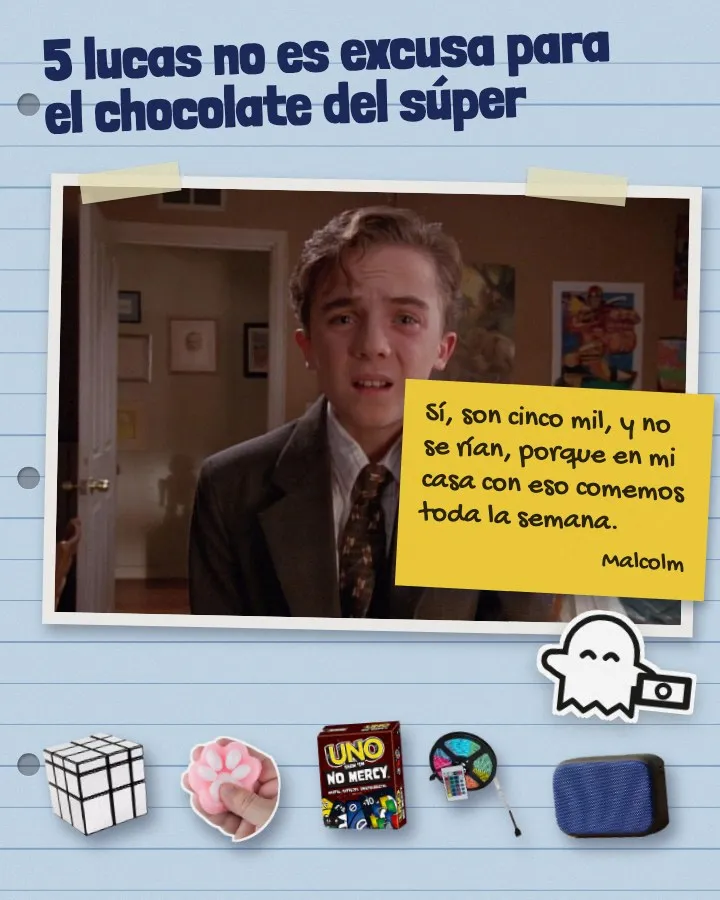 5 lucas no es excusa para
el chocolate del súper
Sí, son cinco mil, y no
se rían, porque en mi
casa con eso comemos
toda la semana.
Malcolm
UNO
NO MERCY
+10